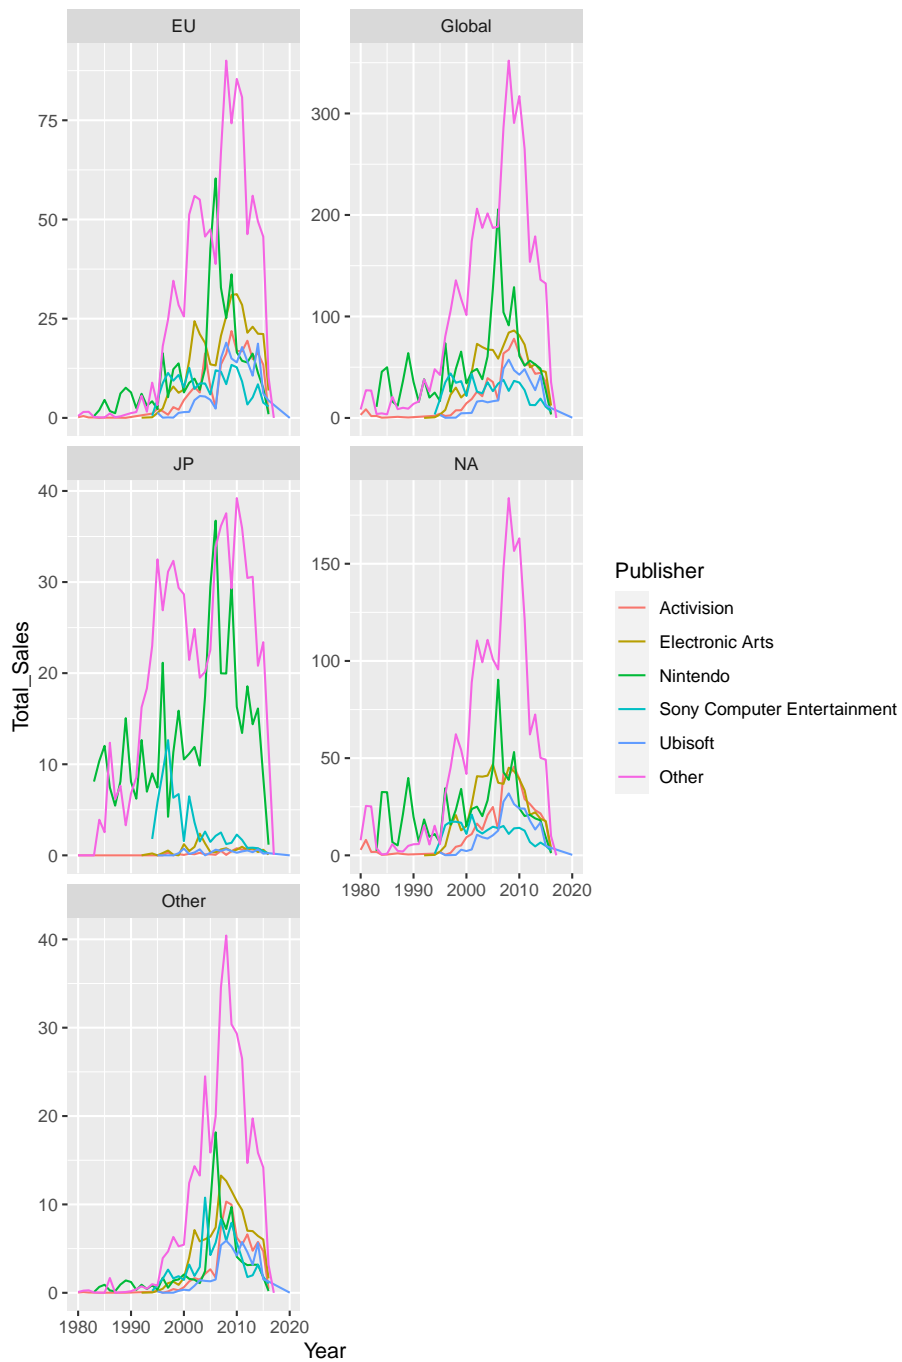 EU
Global
75
50
25
0
300
200
100
0
JP
NA
40
30
20
10
0
150
100
50
0
1980 1990 2000 2010 2020
Other
40
30
20
10
0
1980 1990 2000 2010 2020
Year
Total_Sales
Publisher
Activision
Electronic Arts
Nintendo
Sony Computer Entertainment
Ubisoft
Other